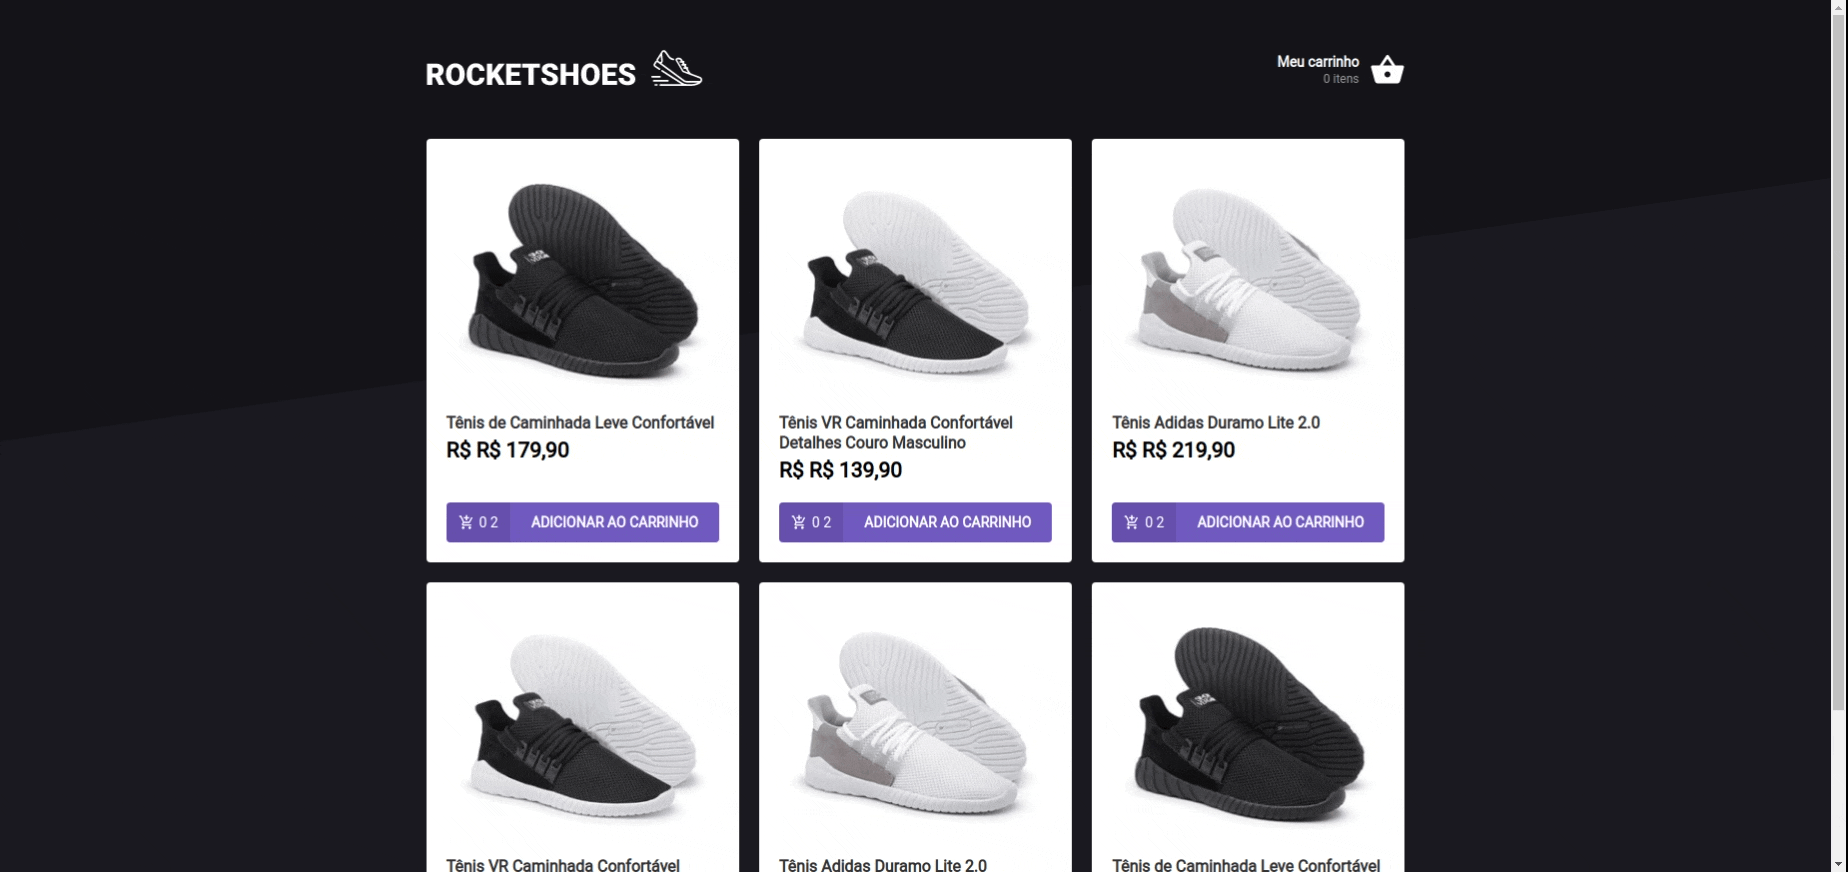 ROCKETSHOES
Meu carrinho
0 itens
Tênis de Caminhada Leve Confortável
R$ R$ 179,90
0 2 ADICIONAR AO CARRINHO
Tênis VR Caminhada Confortável
Detalhes Couro Masculino
R$ R$ 139,90
0 2 ADICIONAR AO CARRINHO
Tênis Adidas Duramo Lite 2.0
R$ R$ 219,90
0 2 ADICIONAR AO CARRINHO
Tênis VR Caminhada Confortável
Tênis Adidas Duramo Lite 2.0
Tênis de Caminhada Leve Confortável